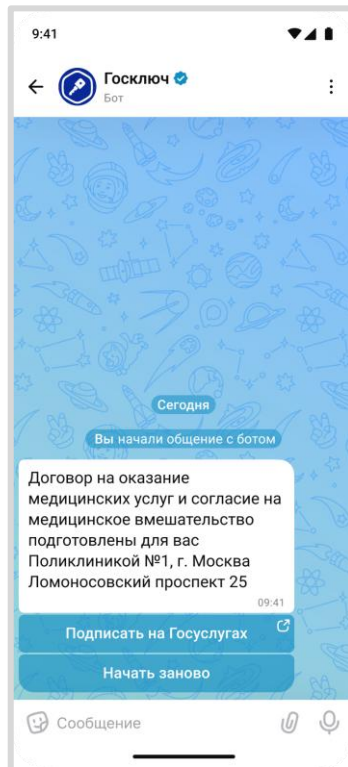 9:41
Госключ
Бот
Сегодня
Вы начали общение с ботом
Договор на оказание
медицинских услуг и согласие на
медицинское вмешательство
подготовлены для вас
Поликлиникой №1, г. Москва
Ломоносовский проспект 25
09:41
Подписать на Госуслугах
Начать заново
Сообщение